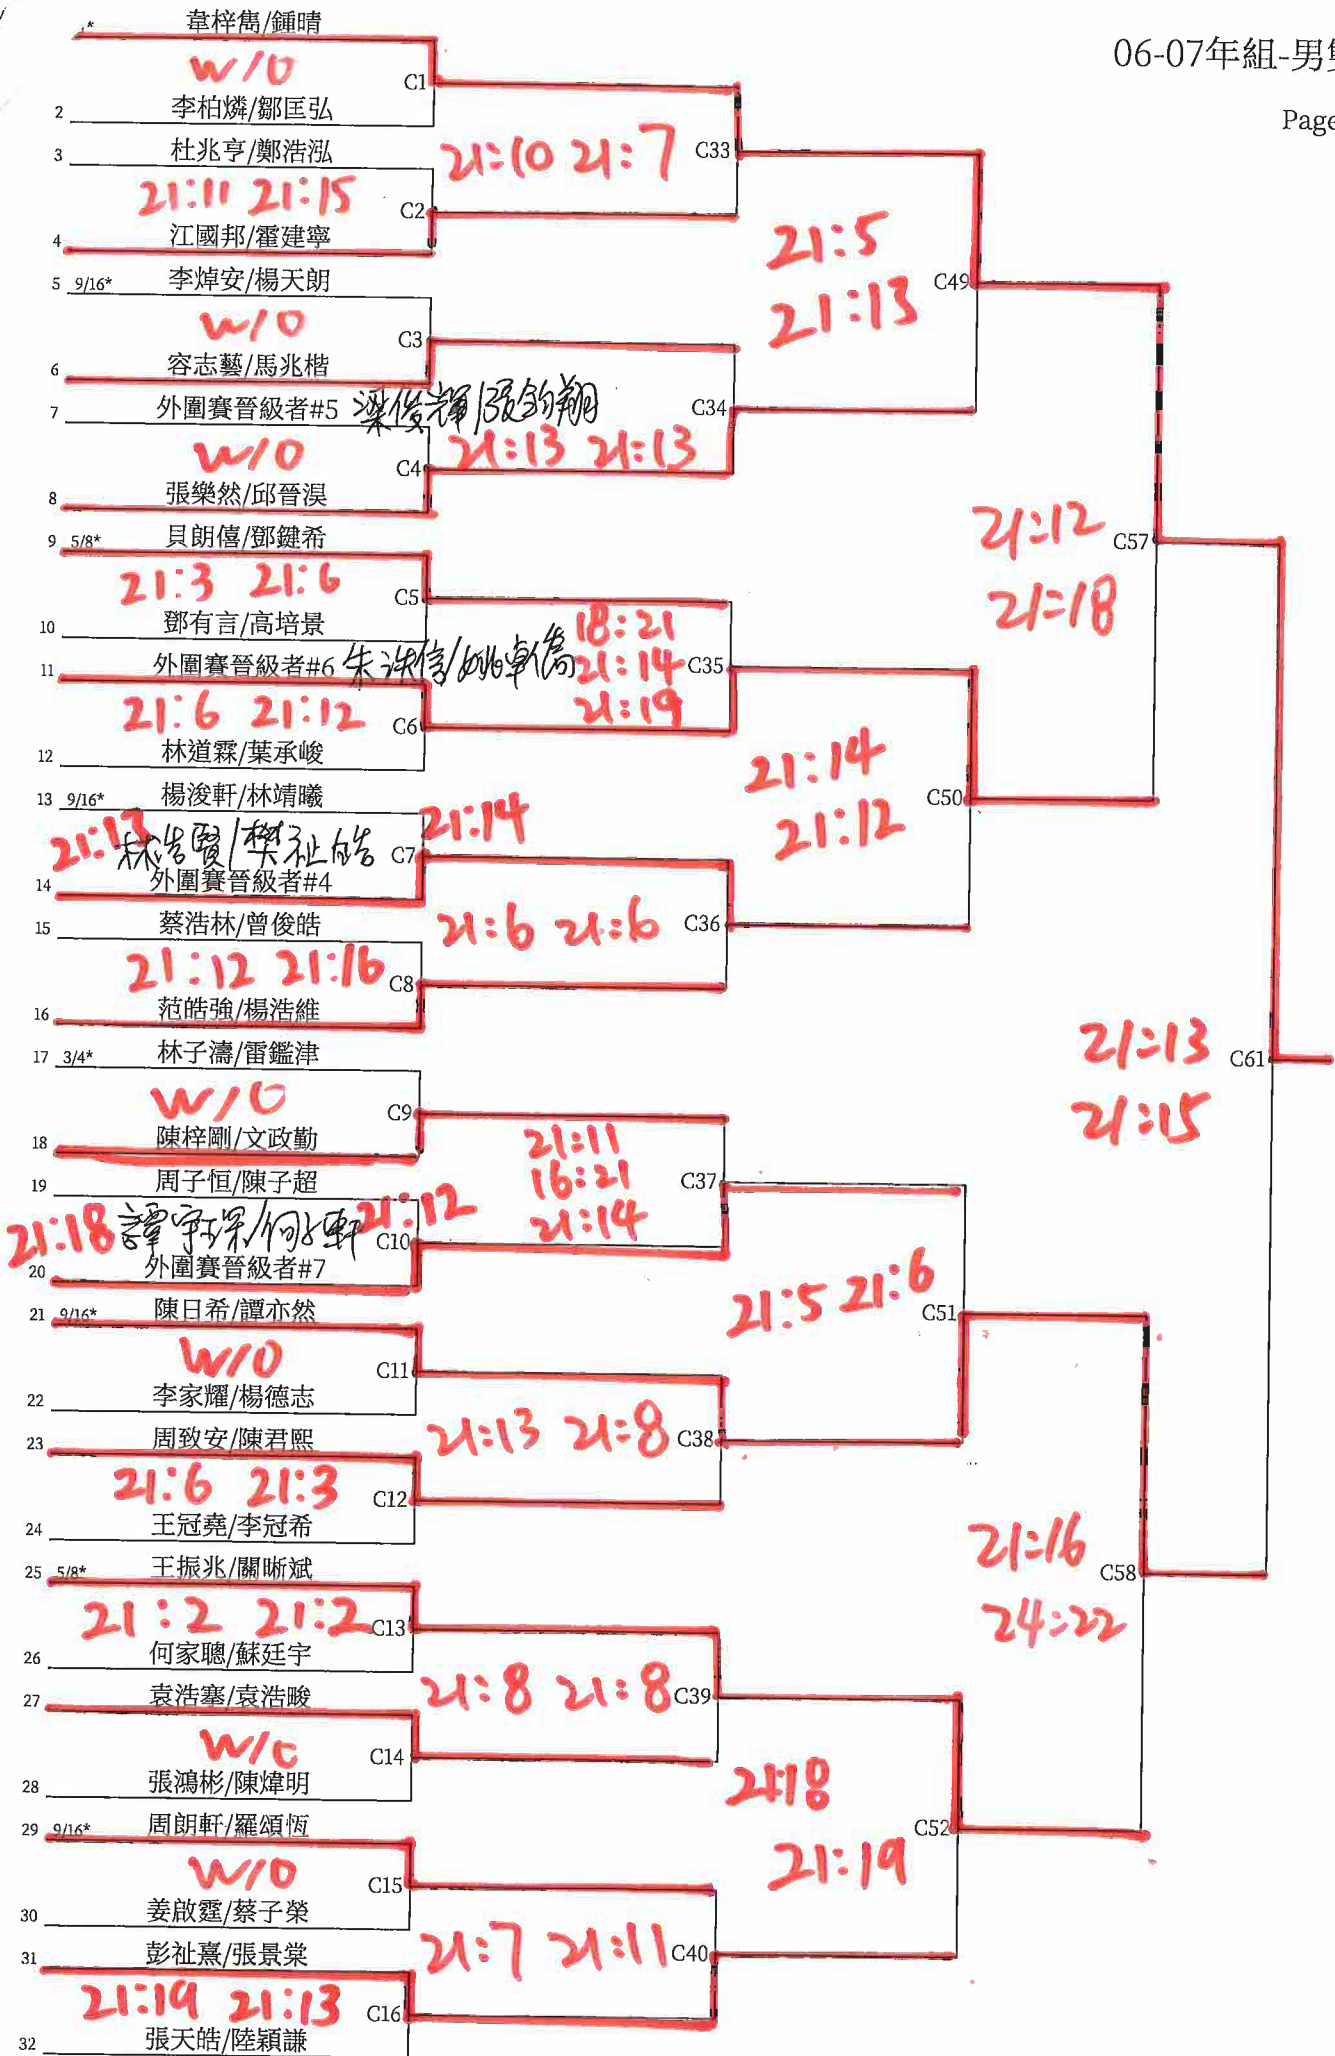 韋梓雋/鍾晴
06-07年組-男
W/O
C1
2 李柏燐/鄒匡弘
Page
3 杜兆亨/鄭浩泓
21:10 21:7 C33
21:11 21:15
C2
4 江國邦/霍建寧
21:5
5 9/16* 李焯安/楊天朗
C49
21:13
W/O
C3
6 容志藝/馬兆楷
7 外圍賽晉級者#5 梁俊輝/張鈞翔
C34
W/O
C4 21:13 21:13
8 張樂然/邱晉淏
9 5/8* 貝朗僖/鄧鍵希
21:12 C57
21:3 21:6
C5
21:18
10 鄧有言/高培景
18:21
11 外圍賽晉級者#6
21:14 C35
21:19
21:6 21:12
C6
12 林道霖/葉承峻
21:14
13 9/16* 楊浚軒/林靖曦
C50
21:12
21:13 林浩賢/樊祉皓 C7 21:14
14 外圍賽晉級者#4
15 蔡浩林/曾俊皓
21:6 21:6 C36
21:12 21:16 C8
16 范皓強/楊浩維
17 3/4* 林子濤/雷鑑津
21:13 C61
21:15
W/O
C9
18 陳梓剛/文政勤
21:11
19 周子恒/陳子超
16:21 C37
21:14
21:18 C10 21:12
20 外圍賽晉級者#7
21:5 21:6 C51
21 9/16* 陳日希/譚亦然
W/O
C11
22 李家耀/楊德志
23 周致安/陳君熙
21:13 21:8 C38
21:6 21:3
C12
24 王冠堯/李冠希
21:16
25 5/8* 王振兆/關晰斌
C58
24:22
21:2 21:2 C13
26 何家聰/蘇廷宇
27 袁浩塞/袁浩畯
21:8 21:8 C39
W/O
C14
28 張鴻彬/陳煒明
21:18
29 9/16* 周朗軒/羅頌恆
C52
21:19
W/O
C15
30 姜啟霆/蔡子榮
31 彭祉熹/張景棠
21:7 21:11 C40
21:19 21:13 C16
32 張天皓/陸穎謙